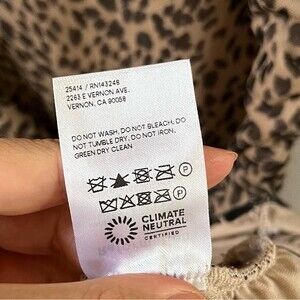 25414 / RN143246
2263 E VERNON AVE.
VERNON, CA 90058
DO NOT WASH. DO NOT BLEACH. DO
NOT TUMBLE DRY. DO NOT IRON.
GREEN DRY CLEAN
P
P
CLIMATE
NEUTRAL
CERTIFIED